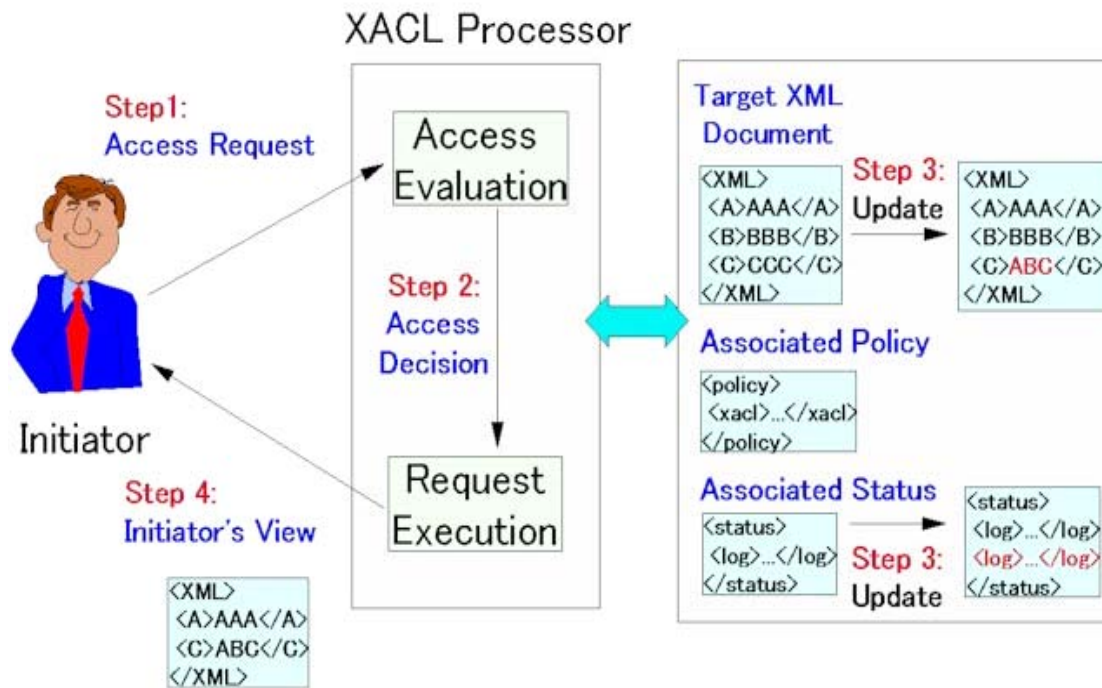 XACL Processor
Step1:
Access Request
Access
Evaluation
Step 2:
Access
Decision
Request
Execution
Initiator
Step 4:
Initiator's View
<XML>
<A>AAA</A>
<C>ABC</C>
</XML>
Target XML
Document
<XML>
<A>AAA</A>
<B>BBB</B>
<C>CCC</C>
</XML>
Step 3:
Update
<XML>
<A>AAA</A>
<B>BBB</B>
<C>ABC</C>
</XML>
Associated Policy
<policy>
<xacl>...</xacl>
</policy>
Associated Status
<status>
<log>...</log>
</status>
Step 3:
Update
<status>
<log>...</log>
<log>...</log>
</status>